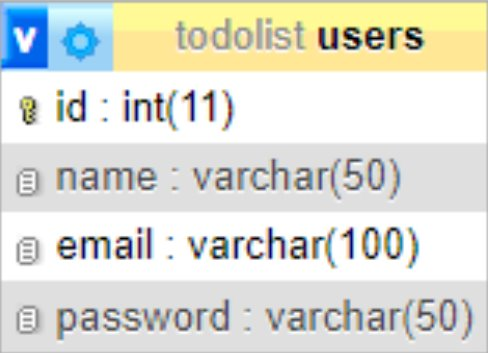 v todolist users
id : int(11)
name : varchar(50)
email : varchar(100)
password : varchar(50)